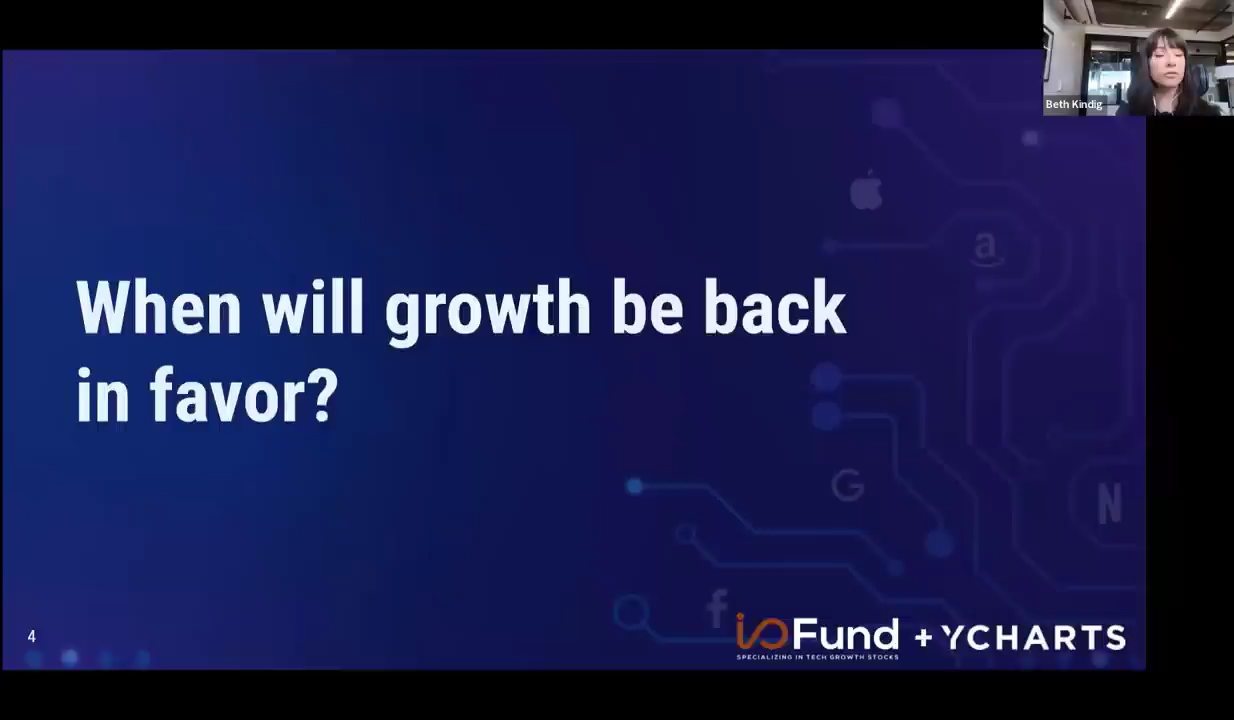 Beth Kindig
When will growth be back
in favor?
4
ioFund + YCHARTS
SPECIALIZING IN TECH GROWTH STOCKS